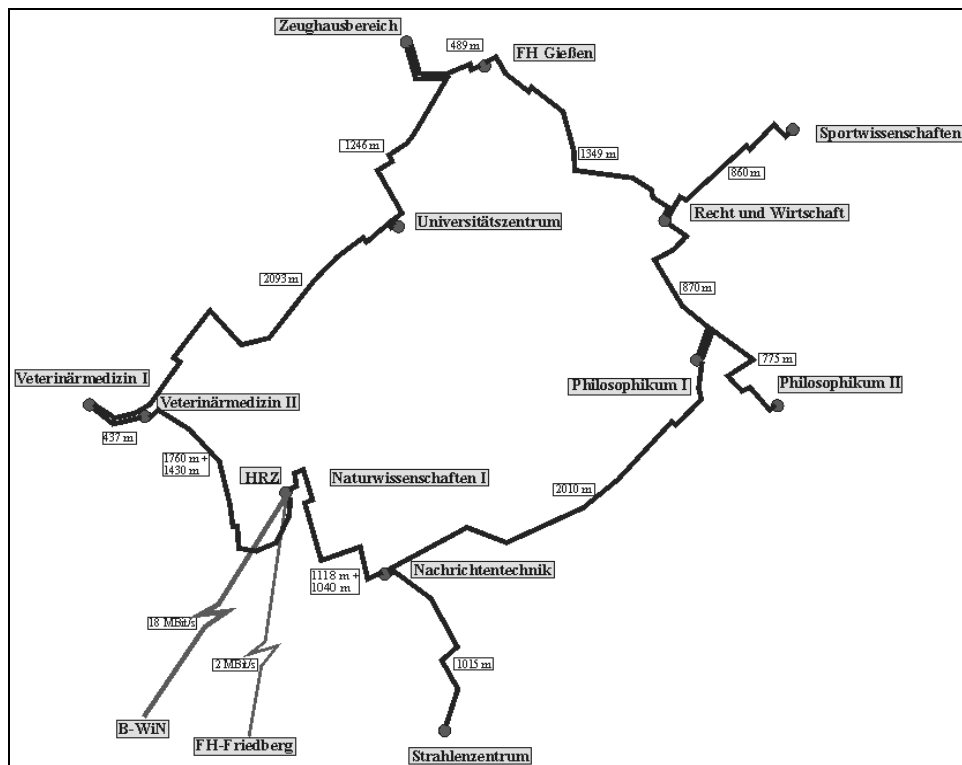 Zeughausbereich
489 m
FH Gießen
Sportwissenschaften
1246 m
1349 m
860 m
Recht und Wirtschaft
Universitätszentrum
2093 m
870 m
775 m
Veterinärmedizin I
Philosophikum I
Philosophikum II
Veterinärmedizin II
437 m
1760 m +
1430 m
HRZ
Naturwissenschaften I
2010 m
1118 m +
1040 m
Nachrichtentechnik
18 MBit/s
2 MBit/s
1015 m
B-WiN
FH-Friedberg
Strahlenzentrum